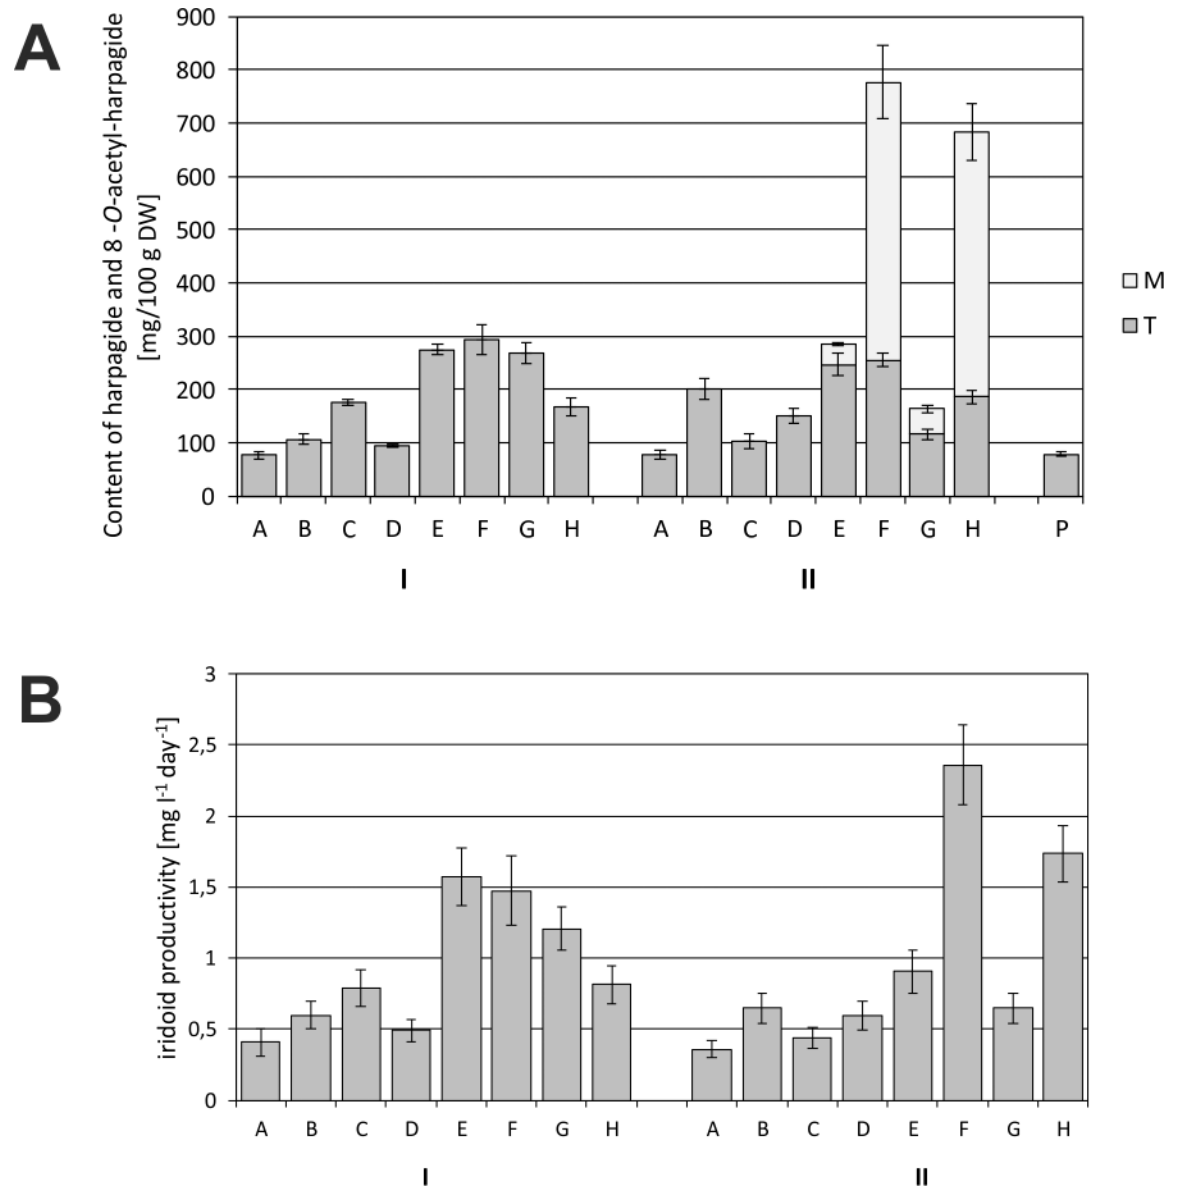 A
Content of harpagide and 8 -O-acetyl-harpagide
[mg/100 g DW]
900
800
700
600
500
400
300
200
100
0
A B C D E F G H A B C D E F G H P
I II
M
T
B
iridoid productivity [mg l-1 day-1]
3
2,5
2
1,5
1
0,5
0
A B C D E F G H A B C D E F G H
I II